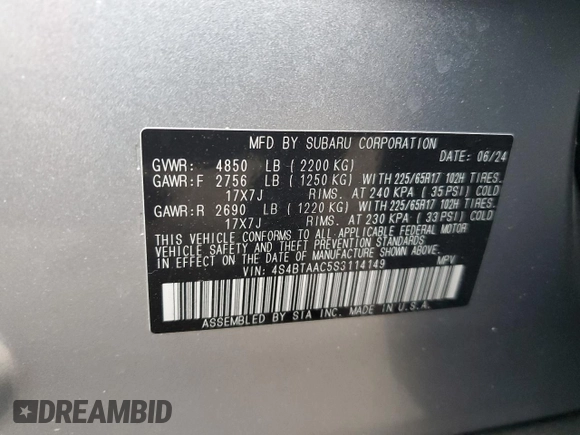 MFD BY SUBARU CORPORATION
GVWR: 4850 LB ( 2200 KG) DATE: 06/24
GAWR:F 2756 LB ( 1250 KG) WITH 225/65R17 102H TIRES.
17X7J RIMS. AT 240 KPA ( 35 PSI) COLD
GAWR:R 2690 LB ( 1220 KG) WITH 225/65R17 102H TIRES.
17X7J RIMS. AT 230 KPA ( 33 PSI) COLD
THIS VEHICLE CONFORMS TO ALL APPLICABLE FEDERAL MOTOR
VEHICLE SAFETY AND THEFT PREVENTION STANDARDS
IN EFFECT ON THE DATE OF MANUFACTURE SHOWN ABOVE.
VIN: 4S4BTAAC5S3114149 MPV
ASSEMBLED BY SIA INC. MADE IN U.S.A.
DREAMBID